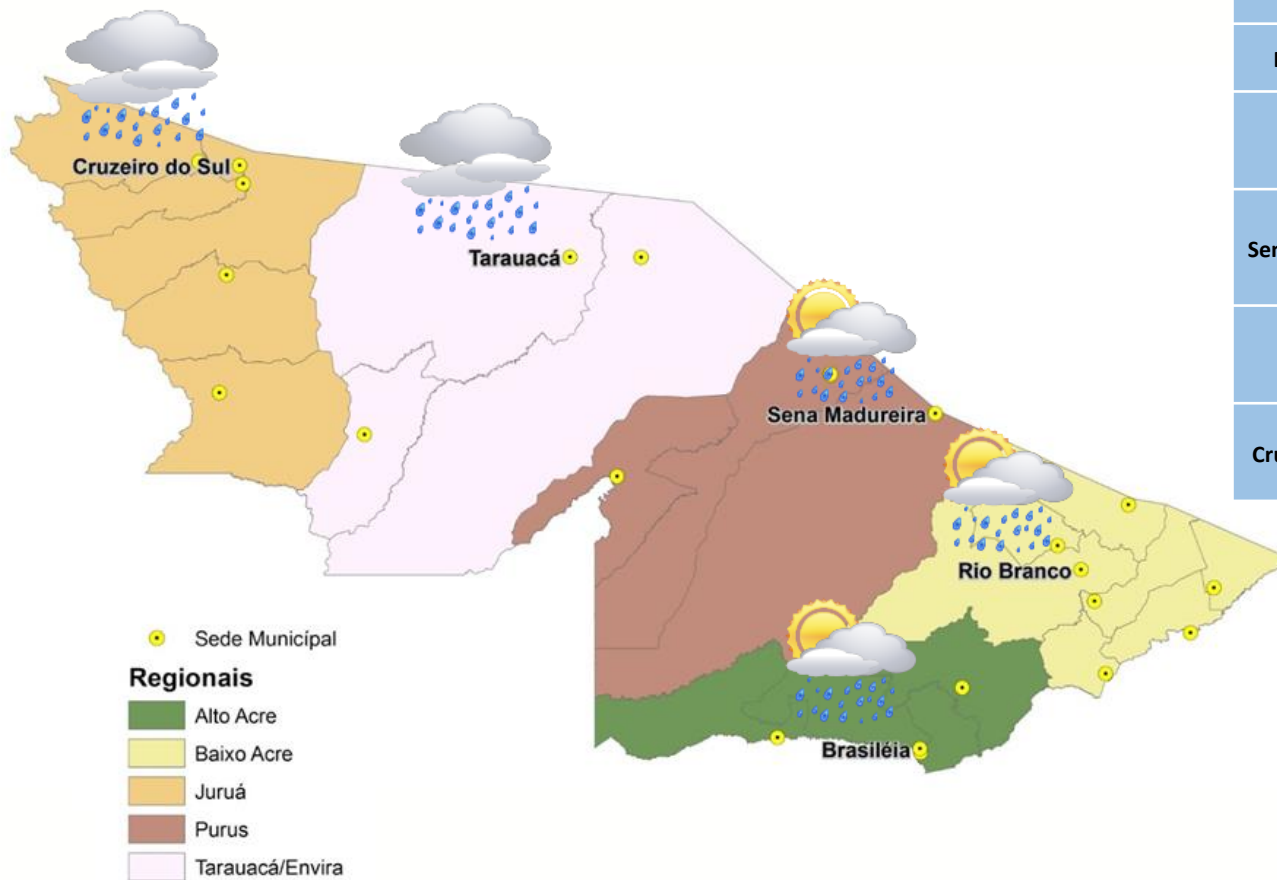 Cruzeiro do Sul
Tarauacá
Sena Madureira
Rio Branco
Brasiléia
Sede Municípal
Regionais
Alto Acre
Baixo Acre
Juruá
Purus
Tarauacá/Envira